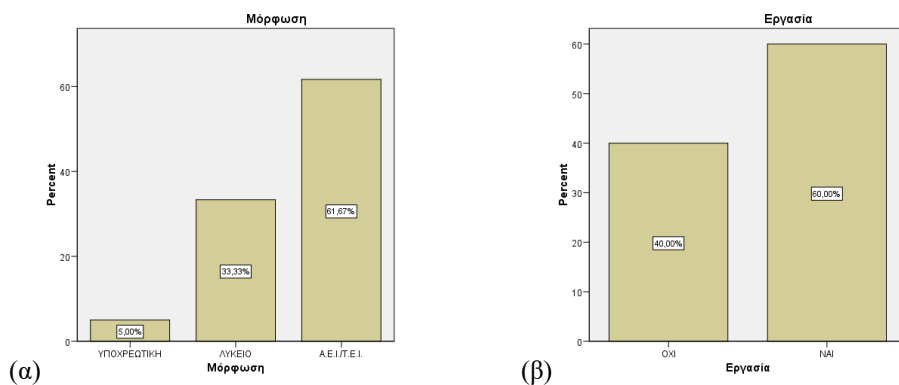 Μόρφωση
Percent
60
40
20
0
5,00%
33,33%
61,67%
ΥΠΟΧΡΕΩΤΙΚΗ
ΛΥΚΕΙΟ
Α.Ε.Ι./Τ.Ε.Ι.
Μόρφωση
(α)
Εργασία
Percent
60
50
40
30
20
10
0
40,00%
60,00%
ΟΧΙ
ΝΑΙ
Εργασία
(β)